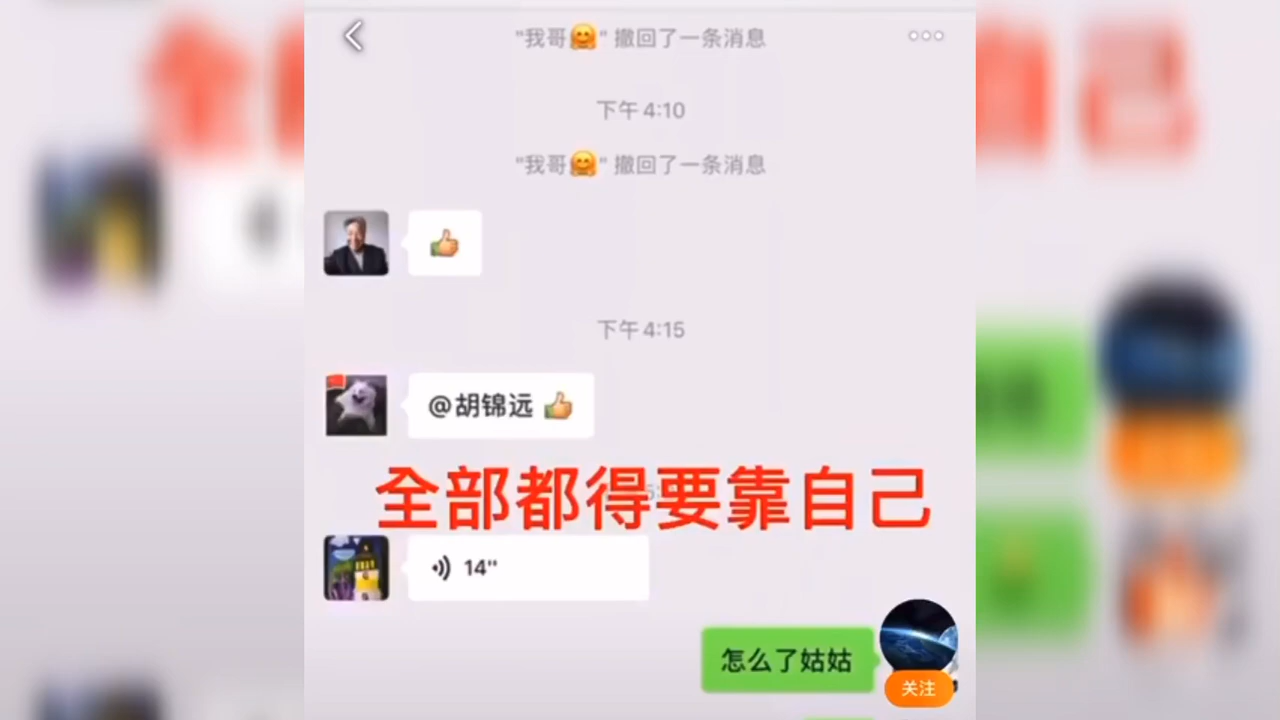 "我哥🤗" 撤回了一条消息
下午 4:10
"我哥🤗" 撤回了一条消息
下午 4:15
@胡锦远 👍
全部都得要靠自己
14"
怎么了姑姑
关注